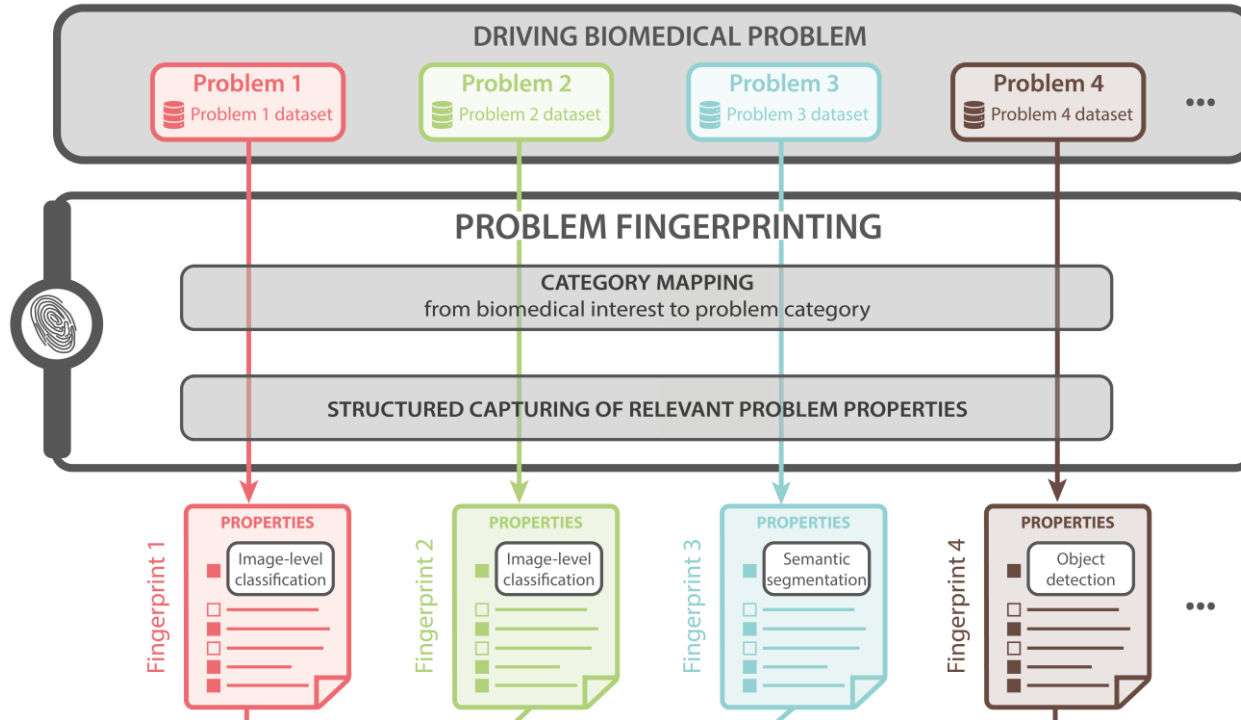 DRIVING BIOMEDICAL PROBLEM
Problem 1
Problem 1 dataset
Problem 2
Problem 2 dataset
Problem 3
Problem 3 dataset
Problem 4
Problem 4 dataset
...
PROBLEM FINGERPRINTING
CATEGORY MAPPING
from biomedical interest to problem category
STRUCTURED CAPTURING OF RELEVANT PROBLEM PROPERTIES
Fingerprint 1
PROPERTIES
Image-level
classification
Fingerprint 2
PROPERTIES
Image-level
classification
Fingerprint 3
PROPERTIES
Semantic
segmentation
Fingerprint 4
PROPERTIES
Object
detection
...